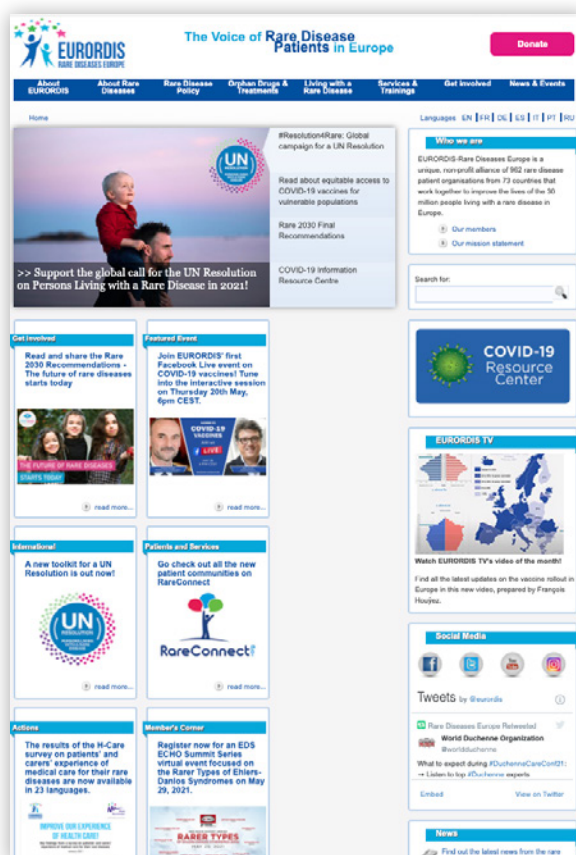 EURORDIS
RARE DISEASES EUROPE
The Voice of Rare Disease
Patients in Europe
Donate
About
EURORDIS
About Rare
Diseases
Rare Disease
Policy
Orphan Drugs &
Treatments
Living with a
Rare Disease
Services &
Trainings
Get involved
News & Events
Home
Languages EN FR DE ES IT PT RU
UN
RESOLUTION
>> Support the global call for the UN Resolution
on Persons Living with a Rare Disease in 2021!
#Resolution4Rare: Global
campaign for a UN Resolution
Read about equitable access to
COVID-19 vaccines for
vulnerable populations
Rare 2030 Final
Recommendations
COVID-19 Information
Resource Centre
Who we are
EURORDIS-Rare Diseases Europe is a
unique, non-profit alliance of 962 rare disease
patient organisations from 73 countries that
work together to improve the lives of the 30
million people living with a rare disease in
Europe.
Our members
Our mission statement
Search for:
COVID-19
Resource
Center
Get involved
Read and share the Rare
2030 Recommendations -
The future of rare diseases
starts today
THE FUTURE OF RARE DISEASES
STARTS TODAY
read more...
Featured Event
Join EURORDIS' first
Facebook Live event on
COVID-19 vaccines! Tune
into the interactive session
on Thursday 20th May,
6pm CEST.
COVID-19
VACCINES
LIVE
read more...
EURORDIS TV
Watch EURORDIS TV's video of the month!
Find all the latest updates on the vaccine rollout in
Europe in this new video, prepared by François
Houÿez.
International
A new toolkit for a UN
Resolution is out now!
UN
RESOLUTION
read more...
Patients and Services
Go check out all the new
patient communities on
RareConnect
RareConnect
read more...
Social Media
Tweets by @eurordis
Rare Diseases Europe Retweeted
World Duchenne Organization
@worldduchenne
What to expect during #DuchenneCareConf21:
→ Listen to top #Duchenne experts
Embed
View on Twitter
Actions
The results of the H-Care
survey on patients' and
carers' experience of
medical care for their rare
diseases are now available
in 23 languages.
IMPROVE OUR EXPERIENCE
OF HEALTH CARE!
Member's Corner
Register now for an EDS
ECHO Summit Series
virtual event focused on
the Rarer Types of Ehlers-
Danlos Syndromes on May
29, 2021.
RARER TYPES
News
Find out the latest news from the rare